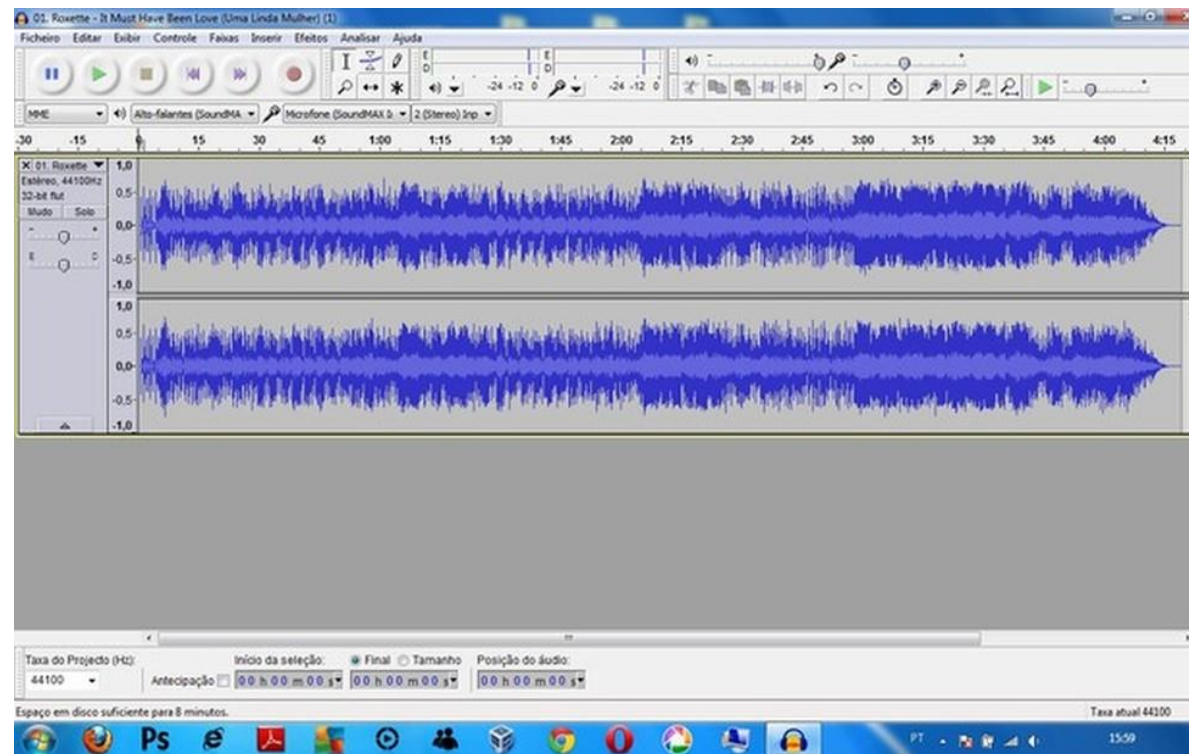 01. Roxette - It Must Have Been Love (Uma Linda Mulher) (1)
Ficheiro Editar Exibir Controle Faixas Inserir Efeitos Analisar Ajuda
E E
D D
-24 -12 0 -24 -12 0
MME Alto-falantes (SoundMA Microfone (SoundMAX 2 (Stereo) Inp
-30 -15 15 30 45 1:00 1:15 1:30 1:45 2:00 2:15 2:30 2:45 3:00 3:15 3:30 3:45 4:00 4:15
X 01. Roxette 1,0
Estéreo, 44100Hz
32-bit flut 0,5-
Mudo Solo
- + 0,0-
E D -0,5-
-1,0
1,0
0,5-
0,0-
-0,5-
-1,0
Taxa do Projecto (Hz): Início da seleção: Final Tamanho Posição do áudio:
44100 Antecipação 00 h 00 m 00 s 00 h 00 m 00 s 00 h 00 m 00 s
Espaço em disco suficiente para 8 minutos. Taxa atual 44100
Ps PT 15:59